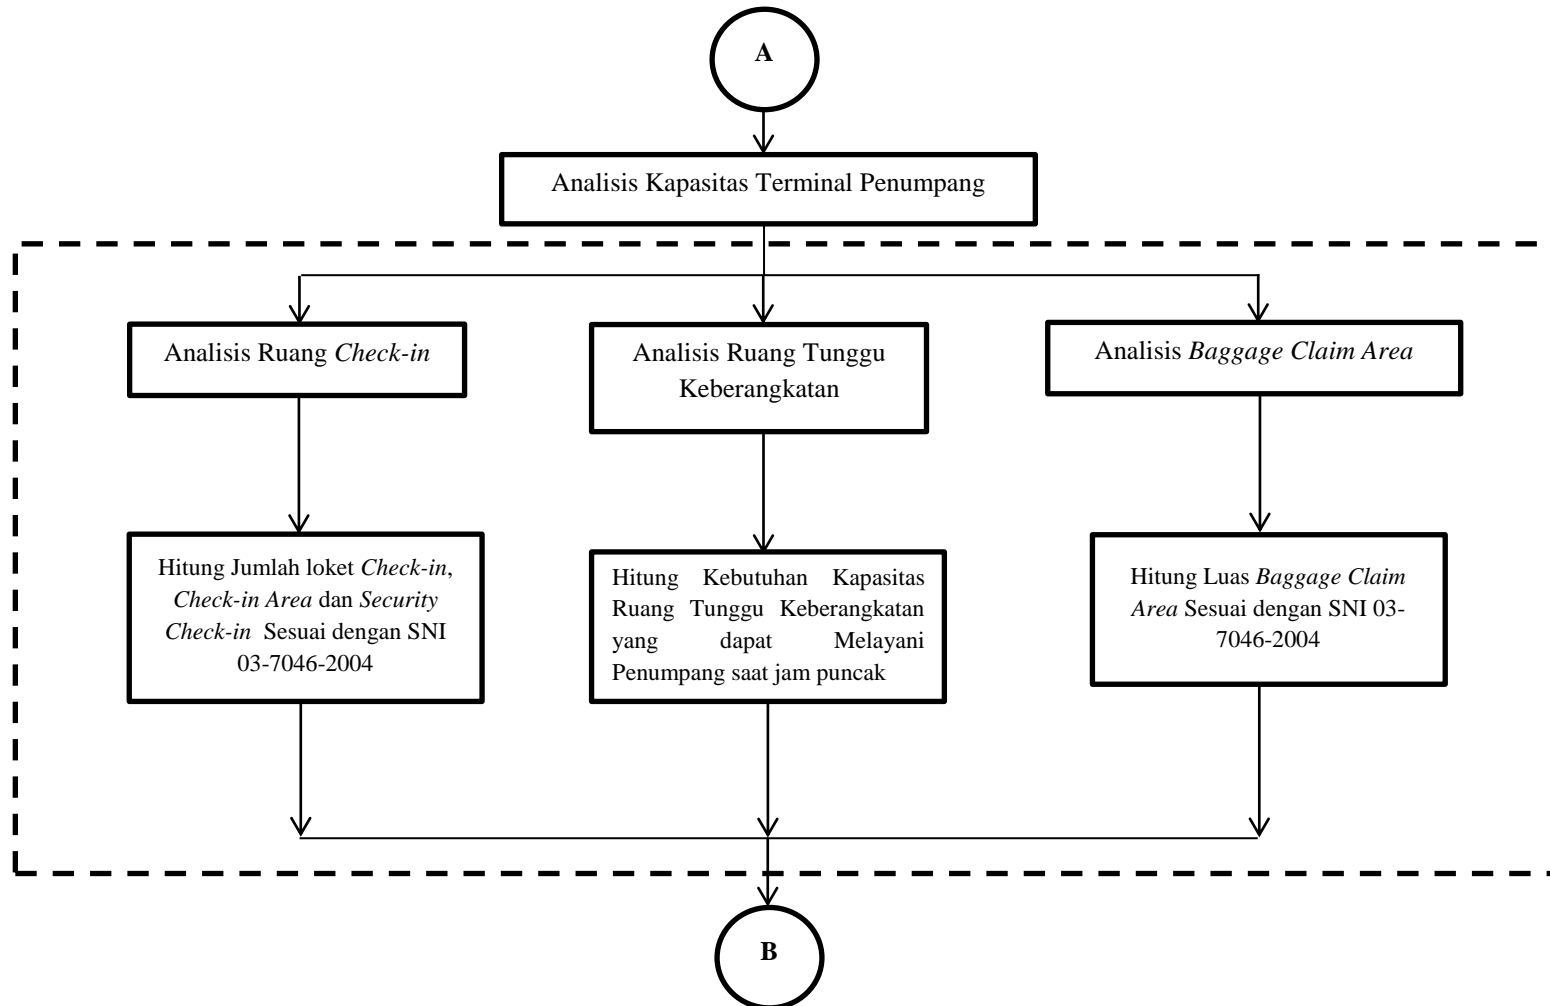 A
Analisis Kapasitas Terminal Penumpang
Analisis Ruang Check-in
Analisis Ruang Tunggu
Keberangkatan
Analisis Baggage Claim Area
Hitung Jumlah loket Check-in,
Check-in Area dan Security
Check-in Sesuai dengan SNI
03-7046-2004
Hitung Kebutuhan Kapasitas
Ruang Tunggu Keberangkatan
yang dapat Melayani
Penumpang saat jam puncak
Hitung Luas Baggage Claim
Area Sesuai dengan SNI 03-
7046-2004
B